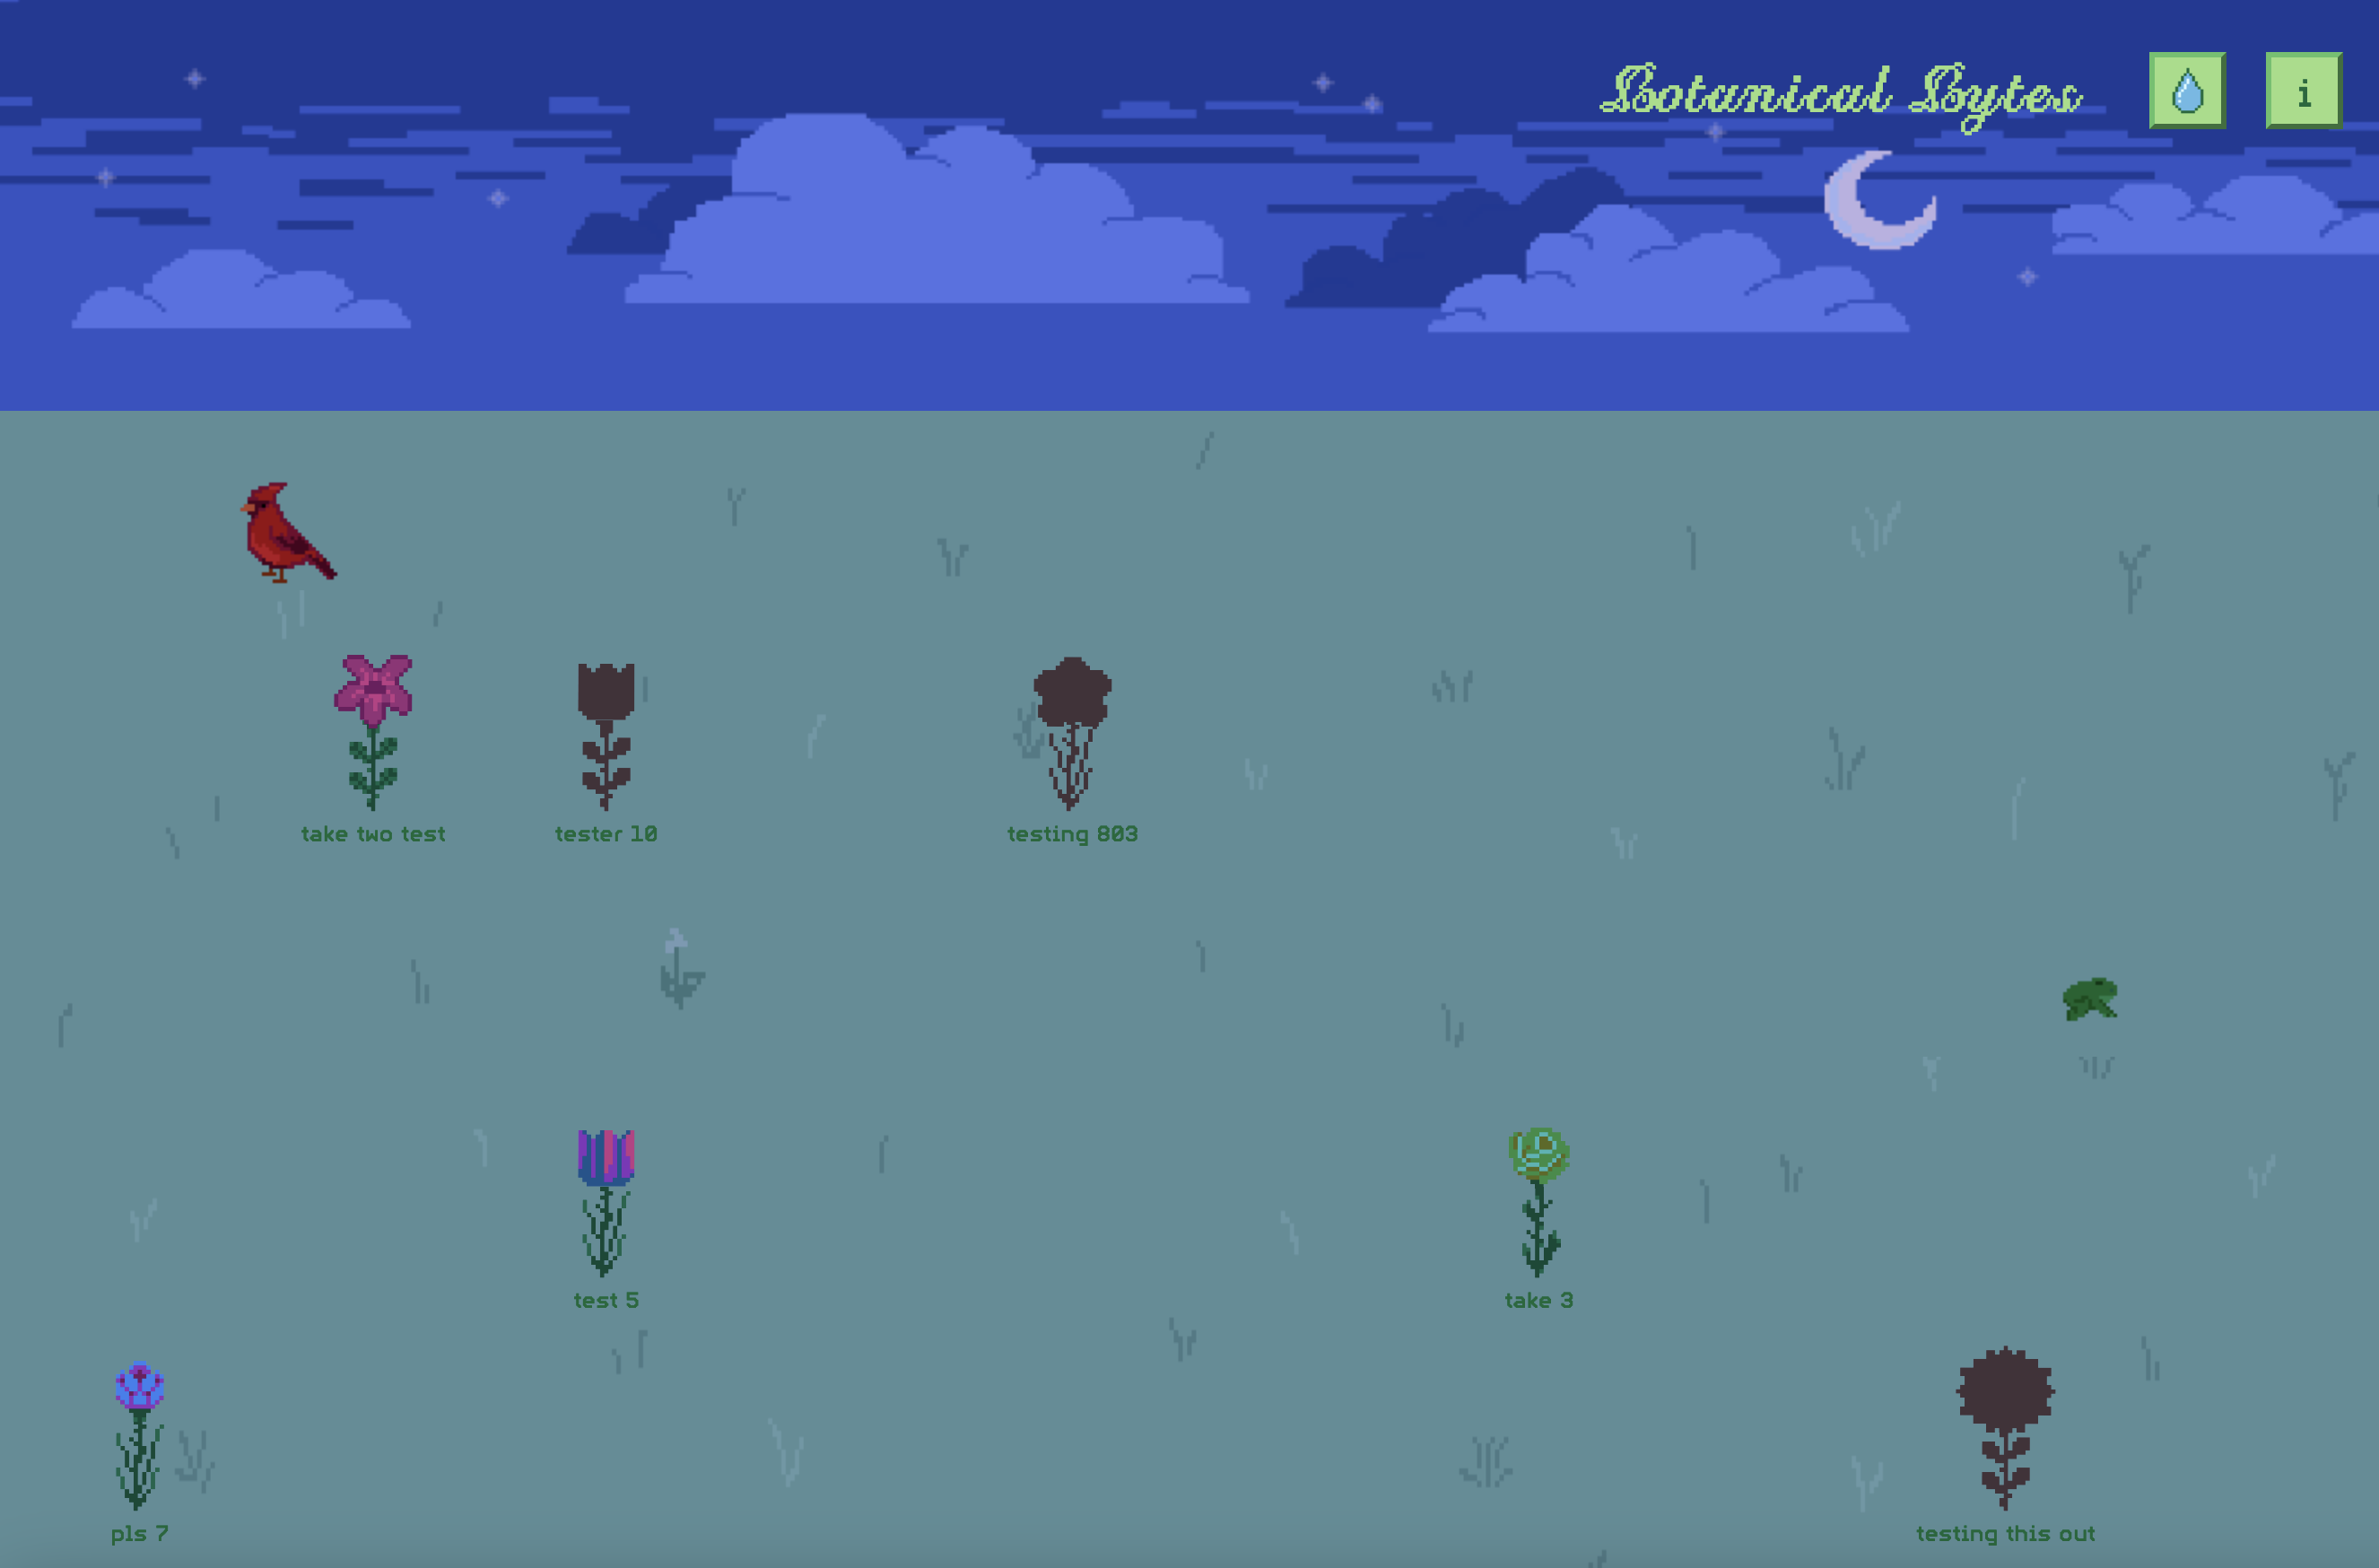 Botanical Bytes
i
take two test
tester 10
testing 803
test 5
take 3
pls 7
testing this out